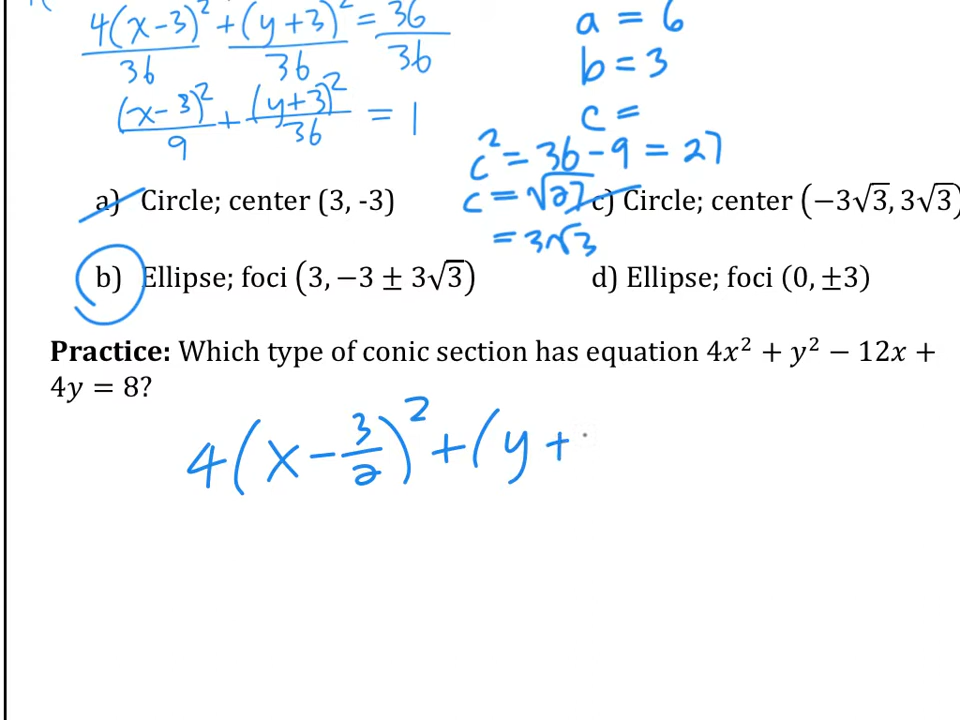 4(x-3)²/36 + (y+3)²/36 = 36/36
a = 6
b = 3
(x-3)²/9 + (y+3)²/36 = 1
c =
c² = 36 - 9 = 27
c = √27
= 3√3
a) Circle; center (3, -3)
c) Circle; center (−3√3, 3√3)
b) Ellipse; foci (3, −3 ± 3√3)
d) Ellipse; foci (0, ±3)
Practice: Which type of conic section has equation 4x² + y² − 12x +
4y = 8?
4(x - 3/2)² + (y +